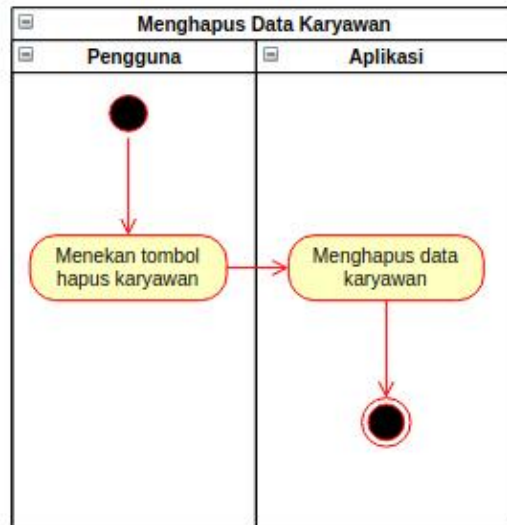 Menghapus Data Karyawan
Pengguna
Aplikasi
Menekan tombol
hapus karyawan
Menghapus data
karyawan